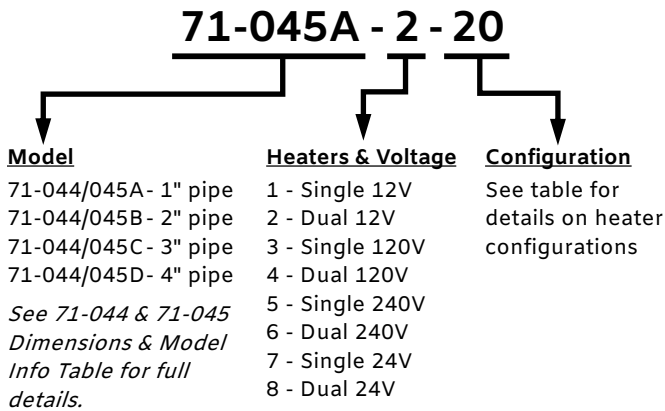 71-045A - 2 - 20
Model
71-044/045A - 1" pipe
71-044/045B - 2" pipe
71-044/045C - 3" pipe
71-044/045D - 4" pipe
See 71-044 & 71-045
Dimensions & Model
Info Table for full
details.
Heaters & Voltage
1 - Single 12V
2 - Dual 12V
3 - Single 120V
4 - Dual 120V
5 - Single 240V
6 - Dual 240V
7 - Single 24V
8 - Dual 24V
Configuration
See table for
details on heater
configurations